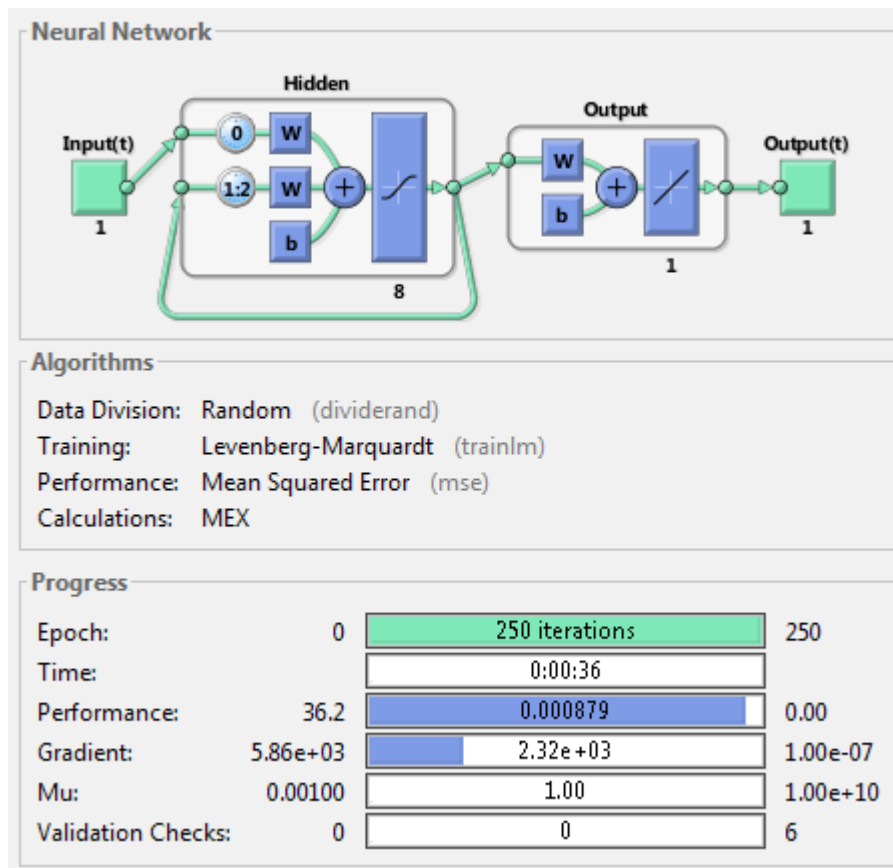 Neural Network
Hidden
Output
Input(t)
Output(t)
0 W
1:2 W
b
W
b
1
8
1
1
Algorithms
Data Division: Random (dividerand)
Training: Levenberg-Marquardt (trainlm)
Performance: Mean Squared Error (mse)
Calculations: MEX
Progress
Epoch: 0 250 iterations 250
Time: 0:00:36
Performance: 36.2 0.000879 0.00
Gradient: 5.86e+03 2.32e+03 1.00e-07
Mu: 0.00100 1.00 1.00e+10
Validation Checks: 0 0 6